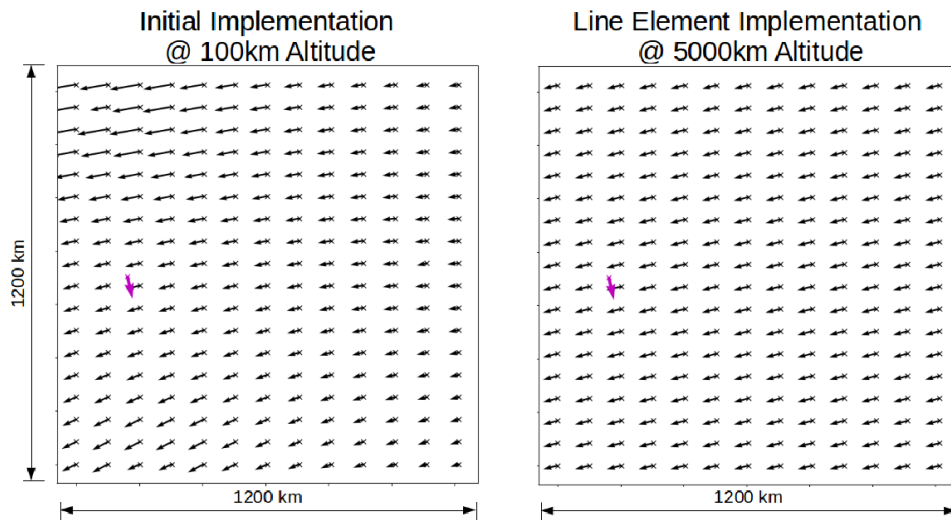 Initial Implementation
@ 100km Altitude
Line Element Implementation
@ 5000km Altitude
1200 km
1200 km
1200 km